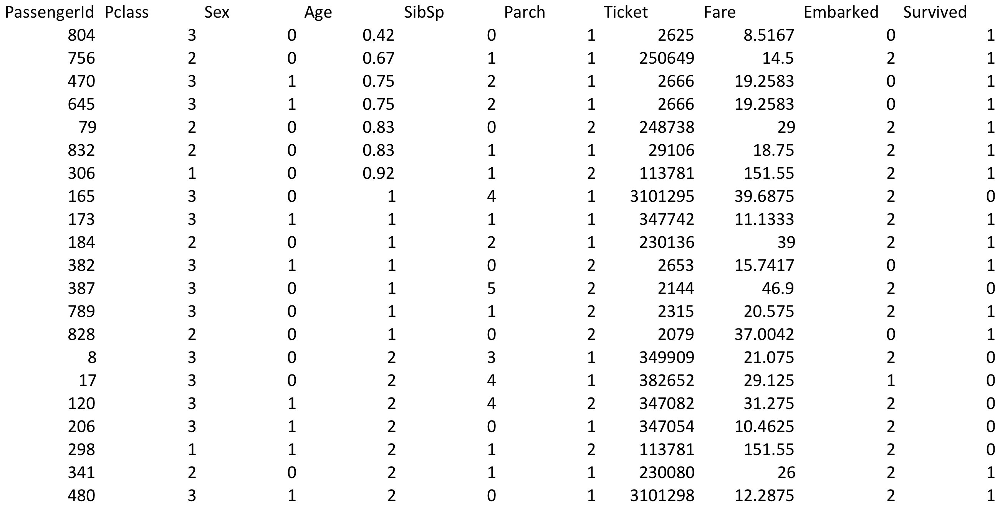 PassengerId Pclass Sex Age SibSp Parch Ticket Fare Embarked Survived
804 3 0 0.42 0 1 2625 8.5167 0 1
756 2 0 0.67 1 1 250649 14.5 2 1
470 3 1 0.75 2 1 2666 19.2583 0 1
645 3 1 0.75 2 1 2666 19.2583 0 1
79 2 0 0.83 0 2 248738 29 2 1
832 2 0 0.83 1 1 29106 18.75 2 1
306 1 0 0.92 1 2 113781 151.55 2 1
165 3 0 1 4 1 3101295 39.6875 2 0
173 3 1 1 1 1 347742 11.1333 2 1
184 2 0 1 2 1 230136 39 2 1
382 3 1 1 0 2 2653 15.7417 0 1
387 3 0 1 5 2 2144 46.9 2 0
789 3 0 1 1 2 2315 20.575 2 1
828 2 0 1 0 2 2079 37.0042 0 1
8 3 0 2 3 1 349909 21.075 2 0
17 3 0 2 4 1 382652 29.125 1 0
120 3 1 2 4 2 347082 31.275 2 0
206 3 1 2 0 1 347054 10.4625 2 0
298 1 1 2 1 2 113781 151.55 2 0
341 2 0 2 1 1 230080 26 2 1
480 3 1 2 0 1 3101298 12.2875 2 1